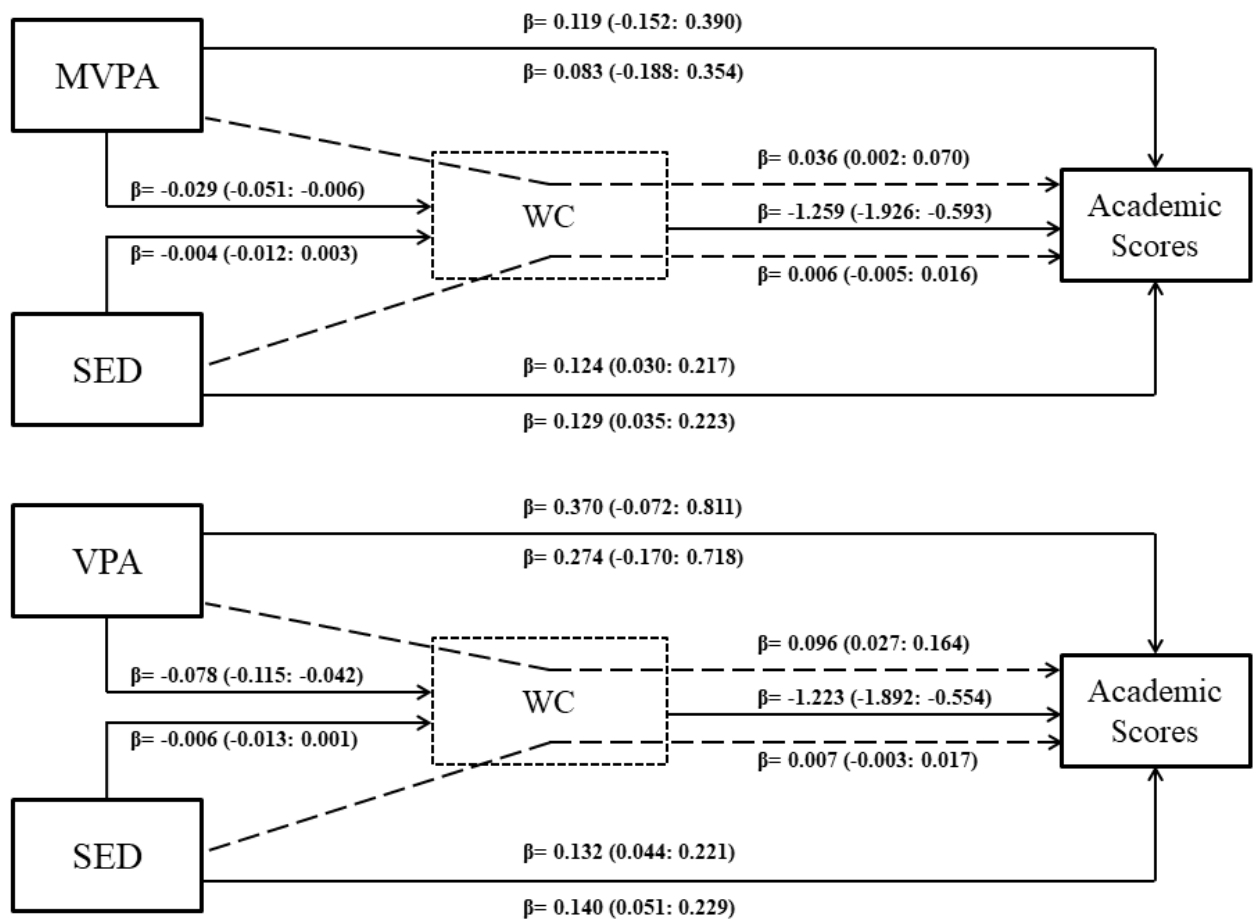 β= 0.119 (-0.152: 0.390)
MVPA
β= 0.083 (-0.188: 0.354)
β= 0.036 (0.002: 0.070)
β= -0.029 (-0.051: -0.006)
WC
β= -1.259 (-1.926: -0.593)
Academic
Scores
β= -0.004 (-0.012: 0.003)
β= 0.006 (-0.005: 0.016)
SED
β= 0.124 (0.030: 0.217)
β= 0.129 (0.035: 0.223)
β= 0.370 (-0.072: 0.811)
VPA
β= 0.274 (-0.170: 0.718)
β= 0.096 (0.027: 0.164)
β= -0.078 (-0.115: -0.042)
WC
β= -1.223 (-1.892: -0.554)
Academic
Scores
β= -0.006 (-0.013: 0.001)
β= 0.007 (-0.003: 0.017)
SED
β= 0.132 (0.044: 0.221)
β= 0.140 (0.051: 0.229)